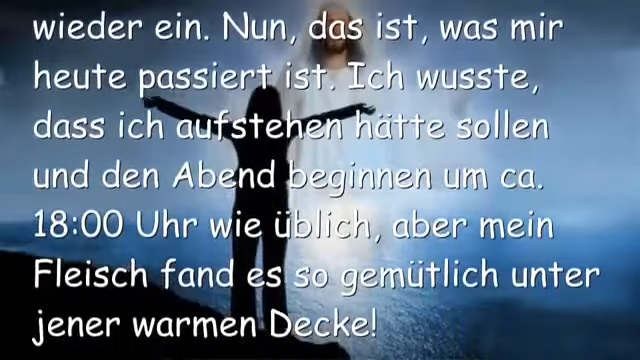 wieder ein. Nun, das ist, was mir
heute passiert ist. Ich wusste,
dass ich aufstehen hätte sollen
und den Abend beginnen um ca.
18:00 Uhr wie üblich, aber mein
Fleisch fand es so gemütlich unter
jener warmen Decke!